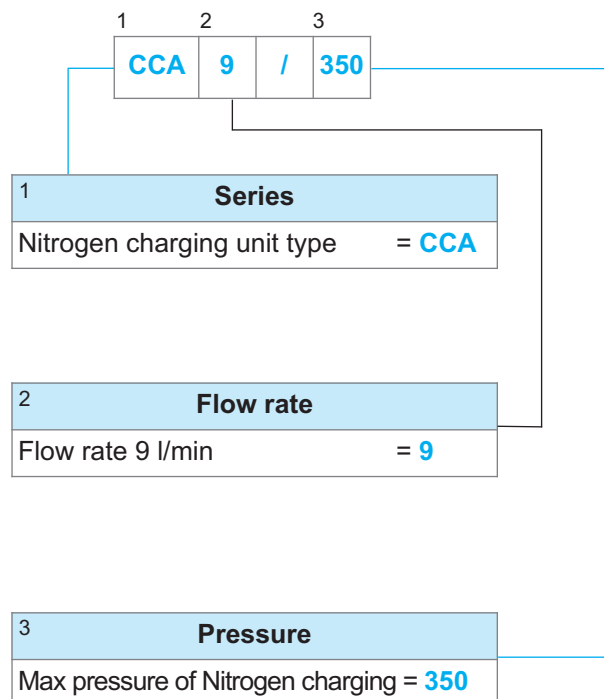 1 2 3
CCA 9 / 350
1 Series
Nitrogen charging unit type = CCA
2 Flow rate
Flow rate 9 l/min = 9
3 Pressure
Max pressure of Nitrogen charging = 350